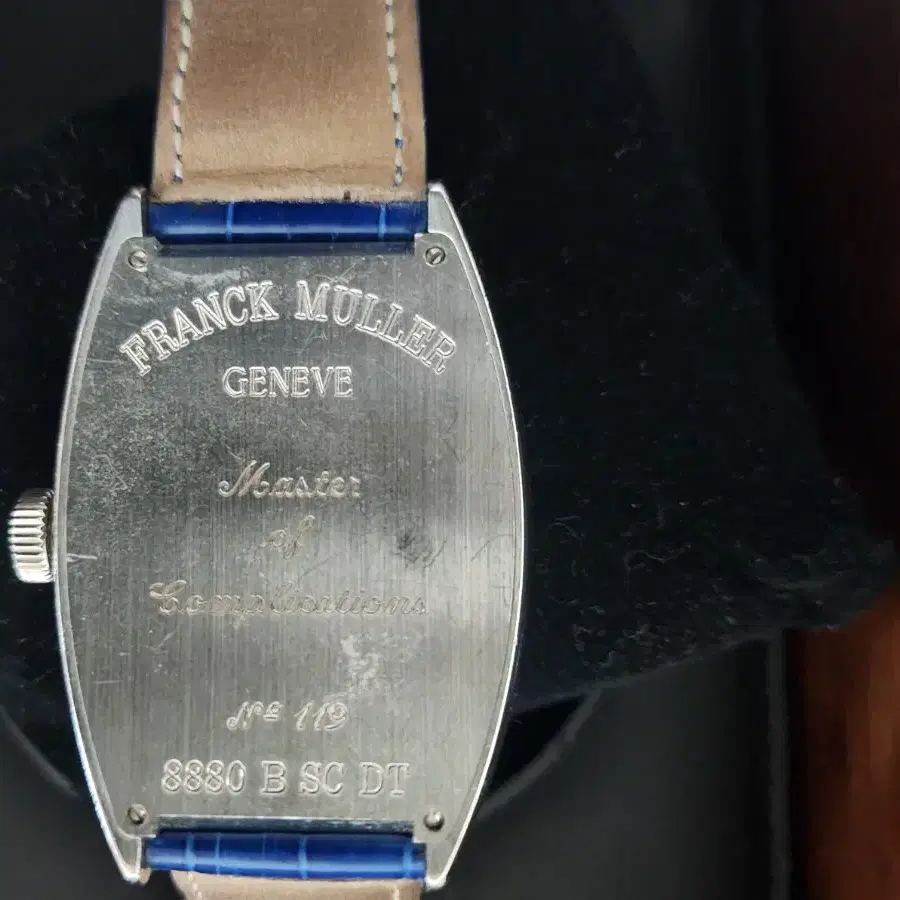 FRANCK MULLER
GENEVE
Master
of
Complications
Nº 119
8880 B SC DT